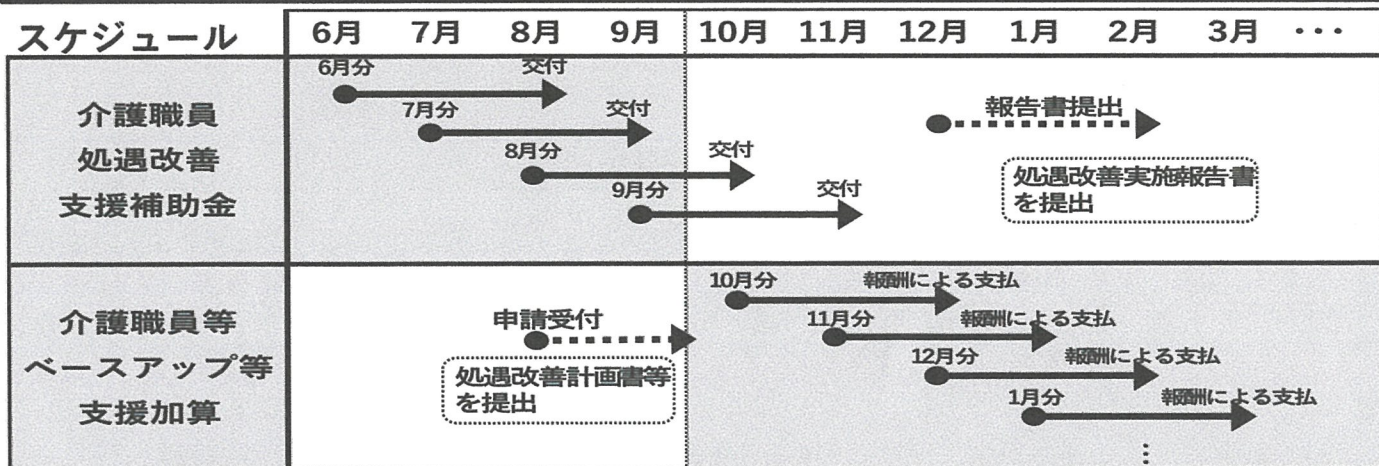 スケジュール 6月 7月 8月 9月 10月 11月 12月 1月 2月 3月 ・・・
介護職員
処遇改善
支援補助金
6月分 交付
7月分 交付
8月分 交付
9月分 交付
報告書提出
処遇改善実施報告書
を提出
介護職員等
ベースアップ等
支援加算
申請受付
処遇改善計画書等
を提出
10月分 報酬による支払
11月分 報酬による支払
12月分 報酬による支払
1月分 報酬による支払
⋮